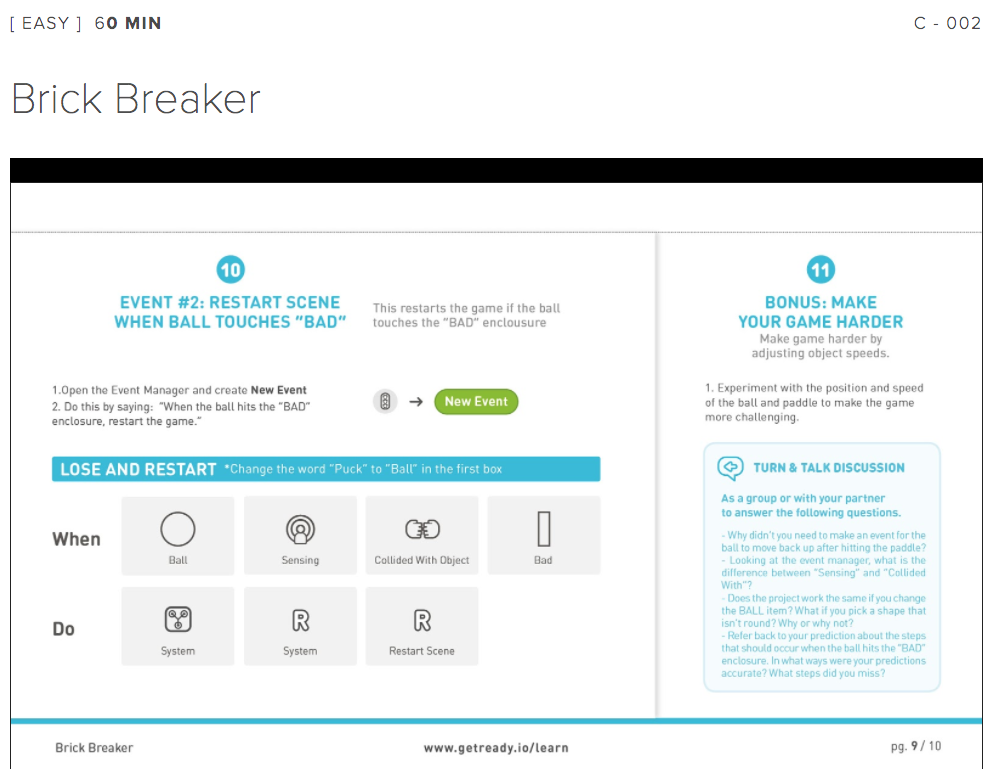 [ EASY ] 60 MIN
C - 002
Brick Breaker
10
EVENT #2: RESTART SCENE
WHEN BALL TOUCHES "BAD"
This restarts the game if the ball
touches the "BAD" enclousure
1.Open the Event Manager and create New Event
2. Do this by saying: "When the ball hits the "BAD"
enclosure, restart the game."
New Event
LOSE AND RESTART *Change the word "Puck" to "Ball" in the first box
When
Ball
Sensing
Collided With Object
Bad
Do
R
R
System
System
Restart Scene
11
BONUS: MAKE
YOUR GAME HARDER
Make game harder by
adjusting object speeds.
1. Experiment with the position and speed
of the ball and paddle to make the game
more challenging.
TURN & TALK DISCUSSION
As a group or with your partner
to answer the following questions.
- Why didn't you need to make an event for the
ball to move back up after hitting the paddle?
- Looking at the event manager, what is the
difference between "Sensing" and "Collided
With"?
- Does the project work the same if you change
the BALL item? What if you pick a shape that
isn't round? Why or why not?
- Refer back to your prediction about the steps
that should occur when the ball hits the "BAD"
enclosure. In what ways were your predictions
accurate? What steps did you miss?
Brick Breaker
www.getready.io/learn
pg. 9 / 10